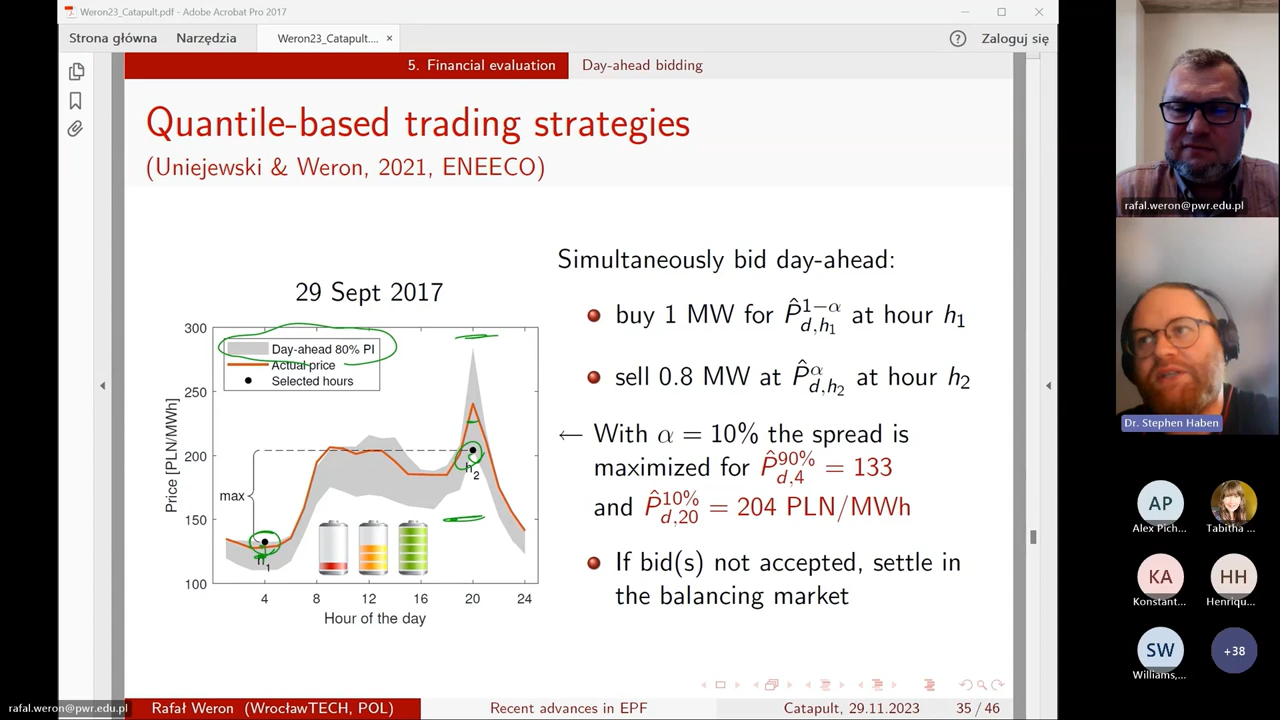 Weron23_Catapult.pdf - Adobe Acrobat Pro 2017
Strona główna
Narzędzia
Weron23_Catapult....
Zaloguj się
5. Financial evaluation
Day-ahead bidding
Quantile-based trading strategies
(Uniejewski & Weron, 2021, ENEECO)
29 Sept 2017
Price [PLN/MWh]
300
250
200
150
100
Day-ahead 80% PI
Actual price
Selected hours
max
h1
h2
4 8 12 16 20 24
Hour of the day
Simultaneously bid day-ahead:
buy 1 MW for P̂^{1−α}_{d,h₁} at hour h₁
sell 0.8 MW at P̂^{α}_{d,h₂} at hour h₂
← With α = 10% the spread is
maximized for P̂^{90%}_{d,4} = 133
and P̂^{10%}_{d,20} = 204 PLN/MWh
If bid(s) not accepted, settle in
the balancing market
Rafał Weron (WrocławTECH, POL)
Recent advances in EPF
Catapult, 29.11.2023
35 / 46
rafal.weron@pwr.edu.pl
rafal.weron@pwr.edu.pl
Dr. Stephen Haben
AP
Alex Pich...
Tabitha ...
KA
Konstant...
HH
Henriqu...
SW
Williams,...
+38